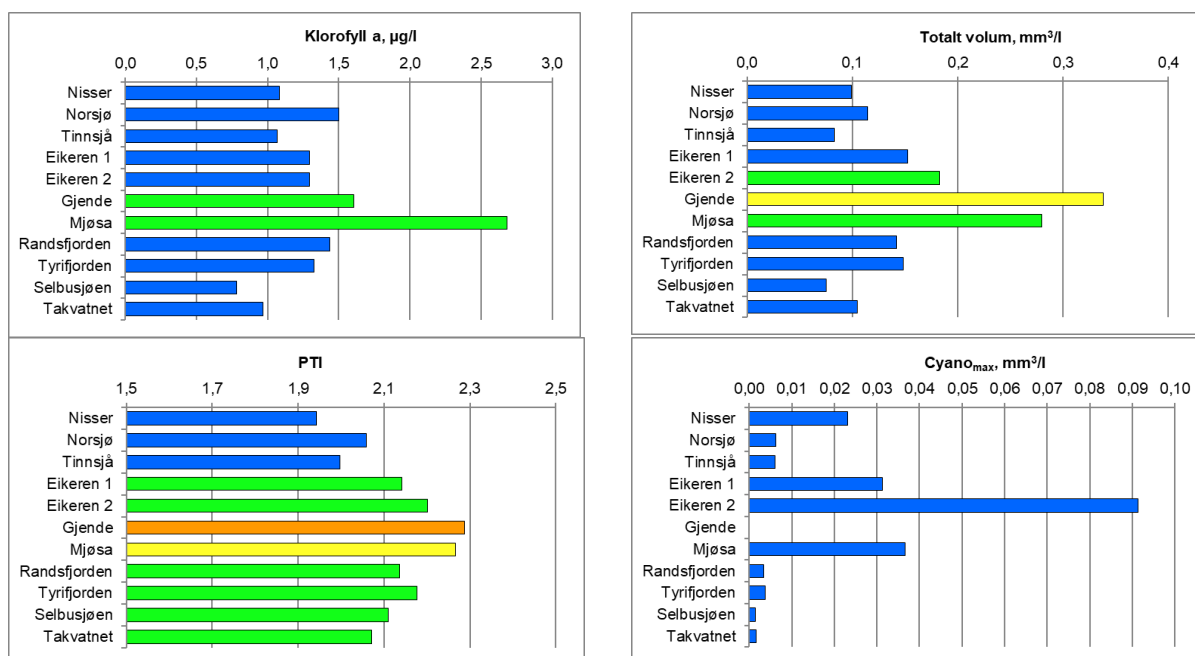 Klorofyll a, µg/l
0,0 0,5 1,0 1,5 2,0 2,5 3,0
Nisser
Norsjø
Tinnsjå
Eikeren 1
Eikeren 2
Gjende
Mjøsa
Randsfjorden
Tyrifjorden
Selbusjøen
Takvatnet
Totalt volum, mm³/l
0,0 0,1 0,2 0,3 0,4
Nisser
Norsjø
Tinnsjå
Eikeren 1
Eikeren 2
Gjende
Mjøsa
Randsfjorden
Tyrifjorden
Selbusjøen
Takvatnet
PTI
1,5 1,7 1,9 2,1 2,3 2,5
Nisser
Norsjø
Tinnsjå
Eikeren 1
Eikeren 2
Gjende
Mjøsa
Randsfjorden
Tyrifjorden
Selbusjøen
Takvatnet
Cyanomax, mm³/l
0,00 0,01 0,02 0,03 0,04 0,05 0,06 0,07 0,08 0,09 0,10
Nisser
Norsjø
Tinnsjå
Eikeren 1
Eikeren 2
Gjende
Mjøsa
Randsfjorden
Tyrifjorden
Selbusjøen
Takvatnet